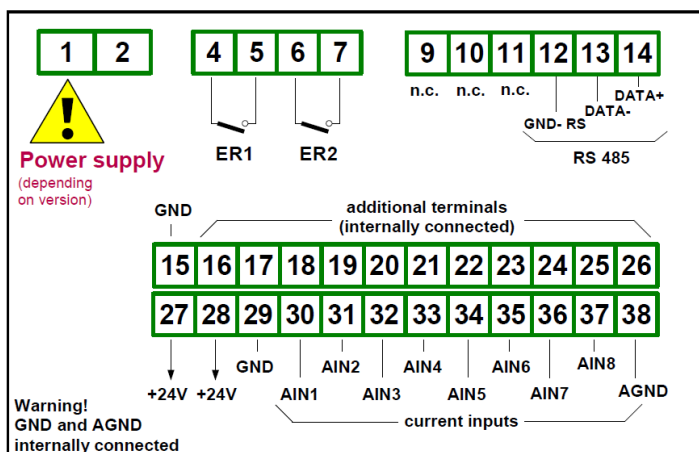 1 2
4 5 6 7
9 10 11 12 13 14
n.c. n.c. n.c.
DATA+
DATA-
GND- RS
ER1 ER2
RS 485
Power supply
(depending
on version)
GND
additional terminals
(internally connected)
15 16 17 18 19 20 21 22 23 24 25 26
27 28 29 30 31 32 33 34 35 36 37 38
GND AIN2 AIN4 AIN6 AIN8
+24V +24V AIN1 AIN3 AIN5 AIN7 AGND
current inputs
Warning!
GND and AGND
internally connected